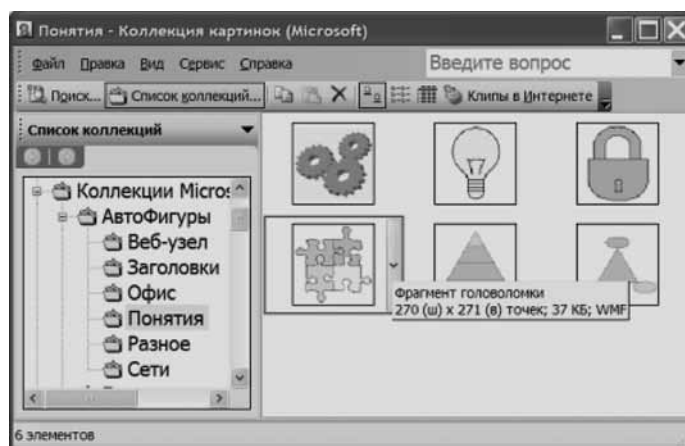 Понятия - Коллекция картинок (Microsoft)
Файл Правка Вид Сервис Справка
Введите вопрос
Поиск... Список коллекций... Клипы в Интернете
Список коллекций
Коллекции Micros
АвтоФигуры
Веб-узел
Заголовки
Офис
Понятия
Разное
Сети
Фрагмент головоломки
270 (ш) x 271 (в) точек; 37 КБ; WMF
6 элементов